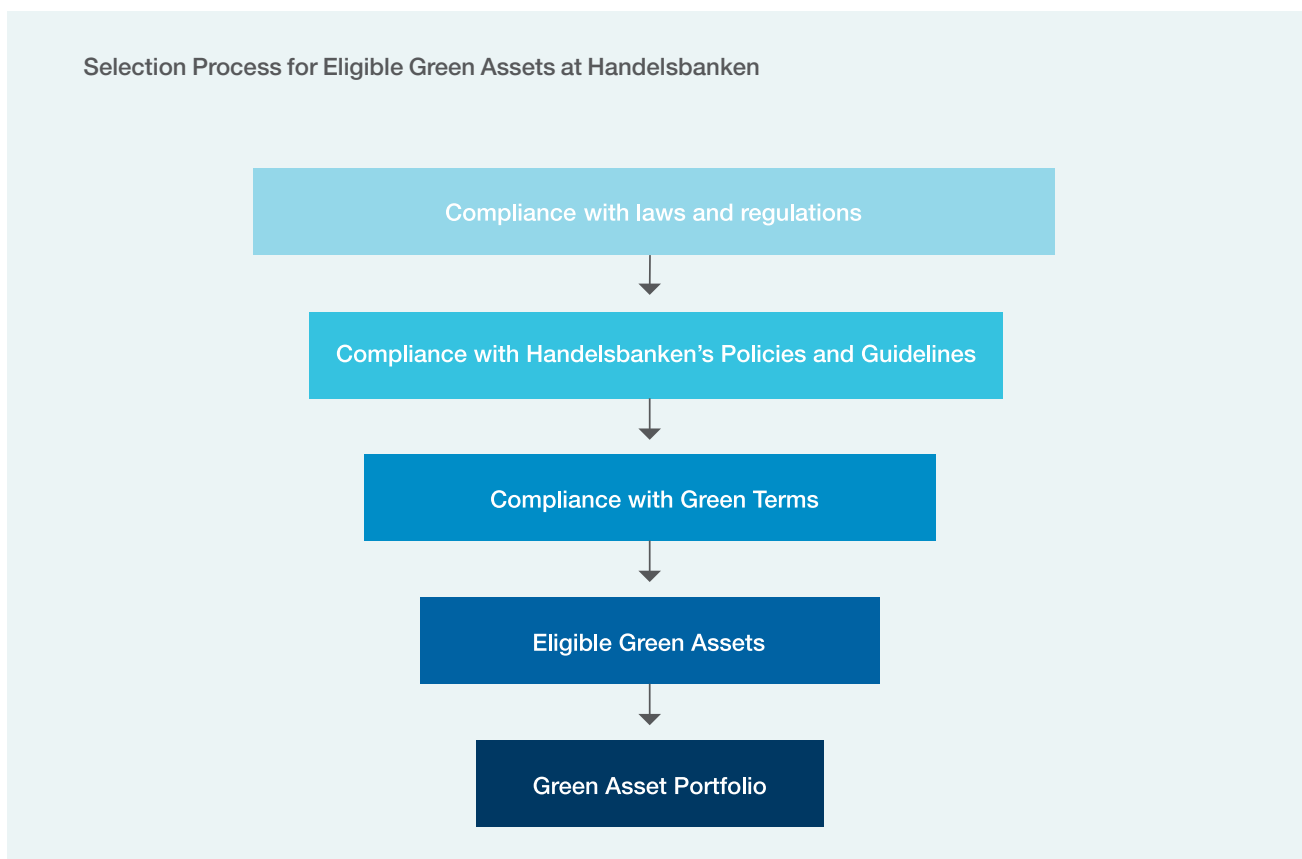 Selection Process for Eligible Green Assets at Handelsbanken
Compliance with laws and regulations
Compliance with Handelsbanken’s Policies and Guidelines
Compliance with Green Terms
Eligible Green Assets
Green Asset Portfolio